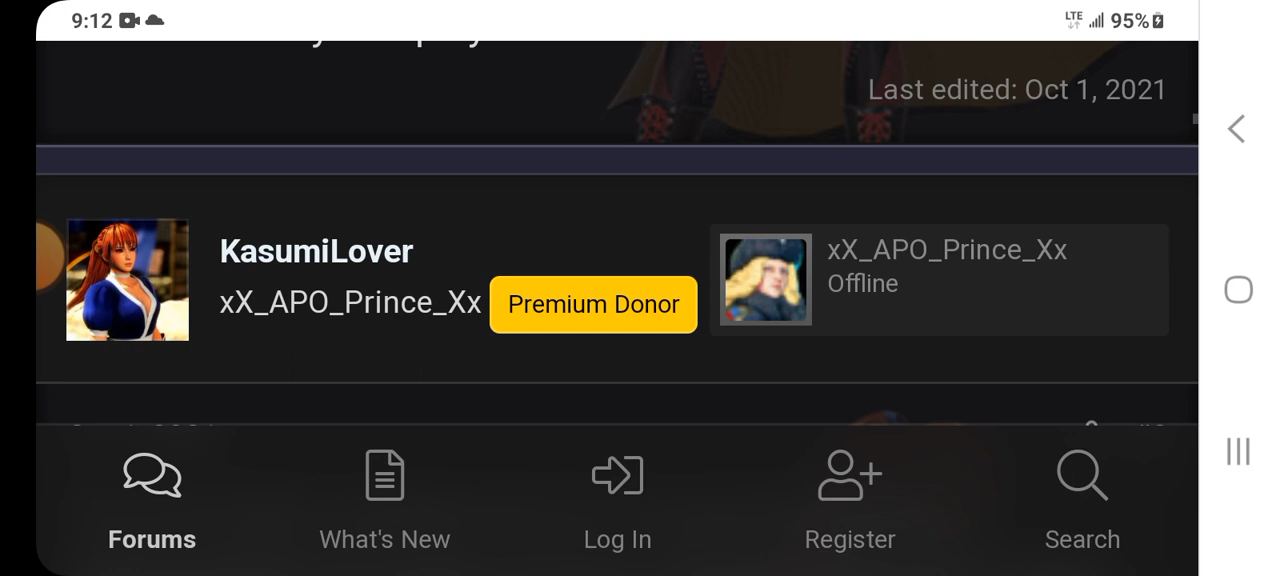 9:12
LTE
95%
Last edited: Oct 1, 2021
KasumiLover
xX_APO_Prince_Xx
Premium Donor
xX_APO_Prince_Xx
Offline
Forums
What's New
Log In
Register
Search